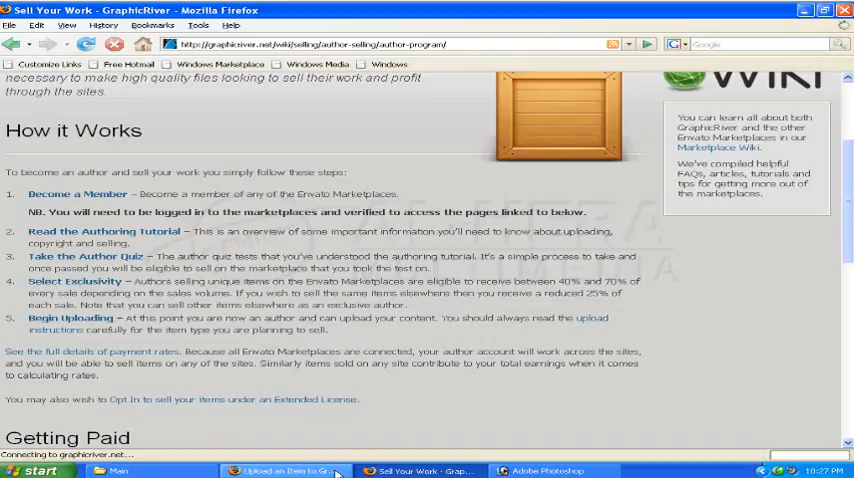 Sell Your Work - GraphicRiver - Mozilla Firefox
File Edit View History Bookmarks Tools Help
http://graphicriver.net/wiki/selling/author-selling/author-program/
Google
Customize Links Free Hotmail Windows Marketplace Windows Media Windows
necessary to make high quality files looking to sell their work and profit
through the sites.
WIKI
You can learn all about both
GraphicRiver and the other
Envato Marketplaces in our
Marketplace Wiki.
We've compiled helpful
FAQs, articles, tutorials and
tips for getting more out of
the marketplaces.
How it Works
To become an author and sell your work you simply follow these steps:
1. Become a Member – Become a member of any of the Envato Marketplaces.
NB. You will need to be logged in to the marketplaces and verified to access the pages linked to below.
2. Read the Authoring Tutorial – This is an overview of some important information you'll need to know about uploading,
copyright and selling.
3. Take the Author Quiz – The author quiz tests that you've understood the authoring tutorial. It's a simple process to take and
once passed you will be eligible to sell on the marketplace that you took the test on.
4. Select Exclusivity – Authors selling unique items on the Envato Marketplaces are eligible to receive between 40% and 70% of
every sale depending on the sales volume. If you wish to sell the same items elsewhere then you receive a reduced 25% of
each sale. Note that you can sell other items elsewhere as an exclusive author.
5. Begin Uploading – At this point you are now an author and can upload your content. You should always read the upload
instructions carefully for the item type you are planning to sell.
See the full details of payment rates. Because all Envato Marketplaces are connected, your author account will work across the sites,
and you will be able to sell items on any of the sites. Similarly items sold on any site contribute to your total earnings when it comes
to calculating rates.
You may also wish to Opt In to sell your items under an Extended License.
Getting Paid
MULTIMEDIA
Connecting to graphicriver.net...
start Main Upload an Item to Gr... Sell Your Work - Grap... Adobe Photoshop 10:27 PM